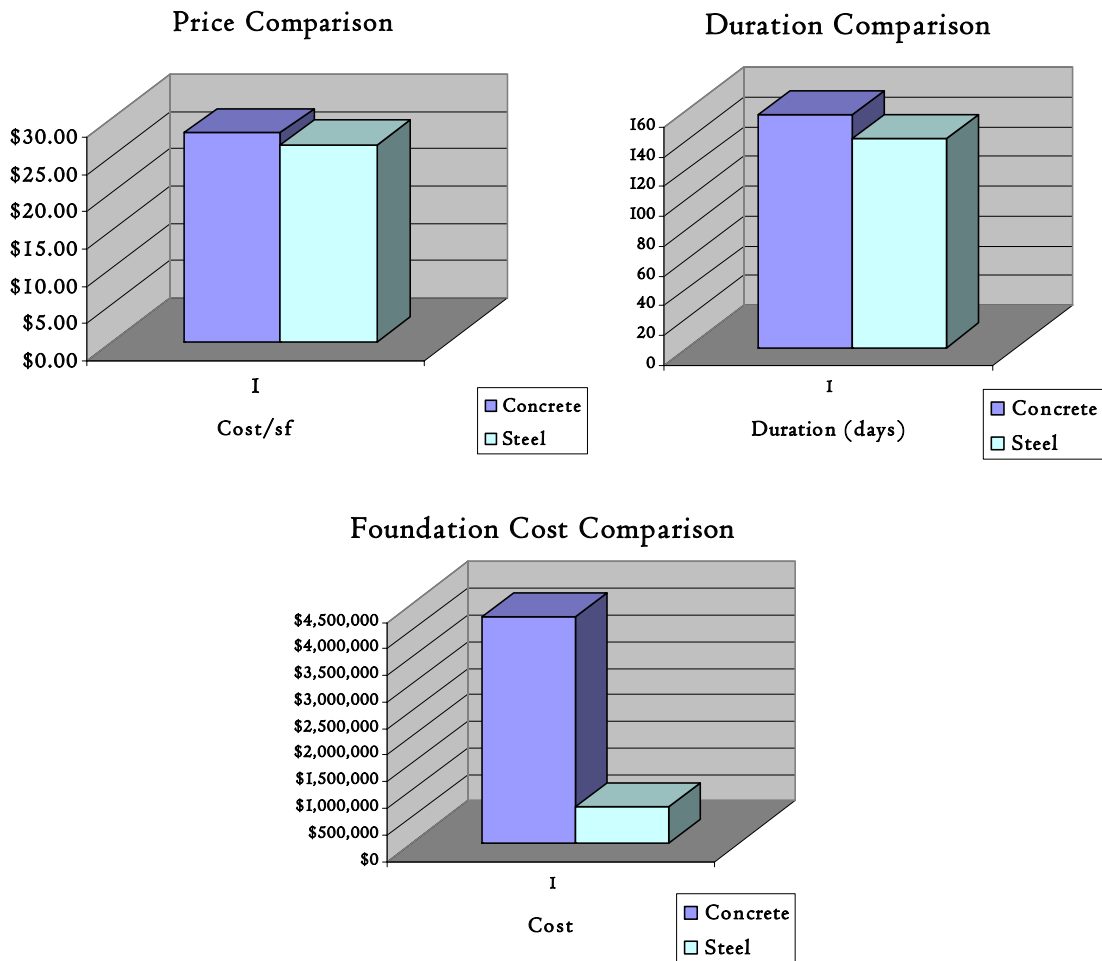 Price Comparison
$30.00
$25.00
$20.00
$15.00
$10.00
$5.00
$0.00
1
Cost/sf
Concrete
Steel
Duration Comparison
160
140
120
100
80
60
40
20
0
1
Duration (days)
Concrete
Steel
Foundation Cost Comparison
$4,500,000
$4,000,000
$3,500,000
$3,000,000
$2,500,000
$2,000,000
$1,500,000
$1,000,000
$500,000
$0
1
Cost
Concrete
Steel